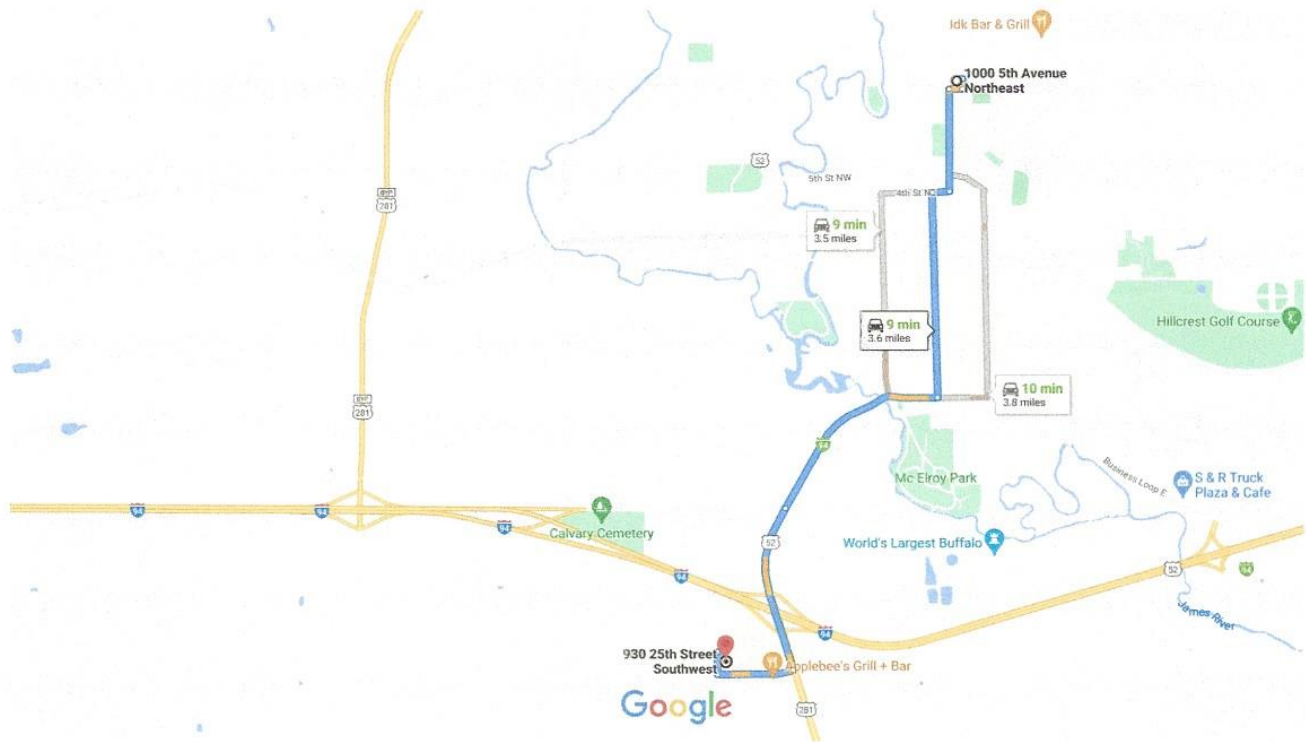 Idk Bar & Grill
1000 5th Avenue
Northeast
52
5th St NW
4th St N
BYP
281
9 min
3.5 miles
9 min
3.6 miles
Hillcrest Golf Course
10 min
3.8 miles
281
94
Mc Elroy Park
Business Loop E
S & R Truck
Plaza & Cafe
94
94
94
Calvary Cemetery
52
World's Largest Buffalo
52
94
94
94
James River
930 25th Street
Southwest
Applebee's Grill + Bar
Google
281